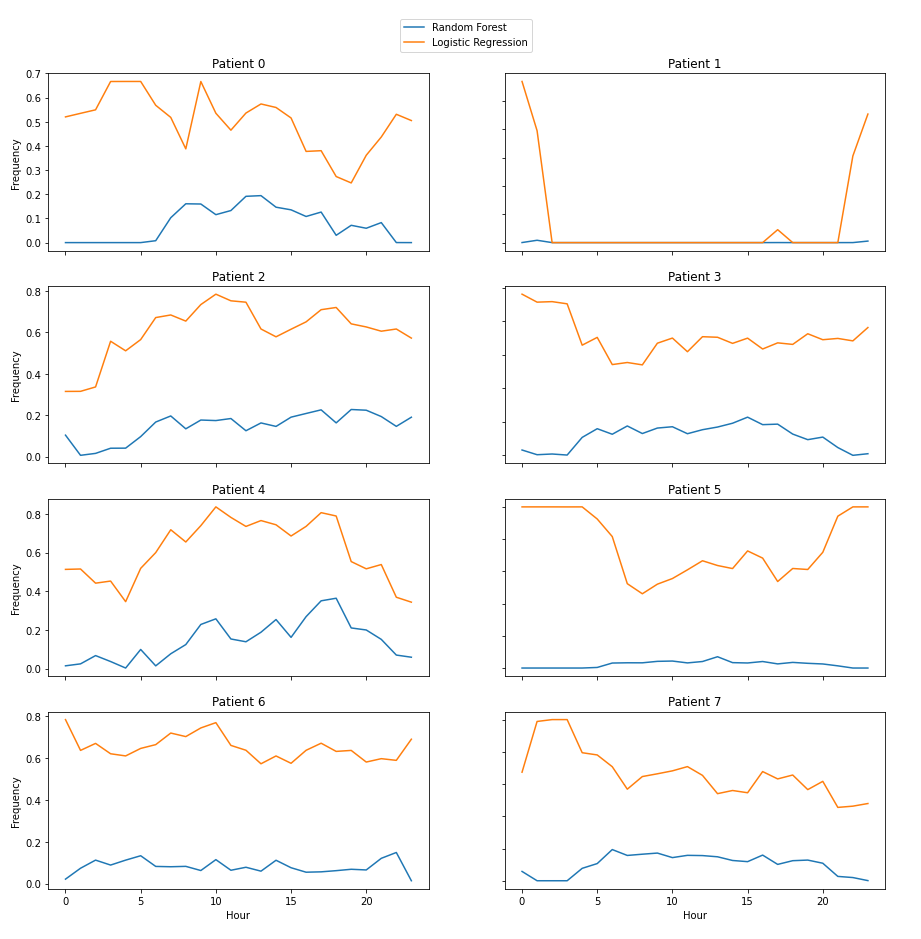 Random Forest
Logistic Regression
Patient 0
Patient 1
0.7
0.6
0.5
0.4
0.3
0.2
0.1
0.0
Frequency
Patient 2
Patient 3
0.8
0.6
0.4
0.2
0.0
Frequency
Patient 4
Patient 5
0.8
0.6
0.4
0.2
0.0
Frequency
Patient 6
Patient 7
0.8
0.6
0.4
0.2
0.0
Frequency
0 5 10 15 20
0 5 10 15 20
Hour
Hour